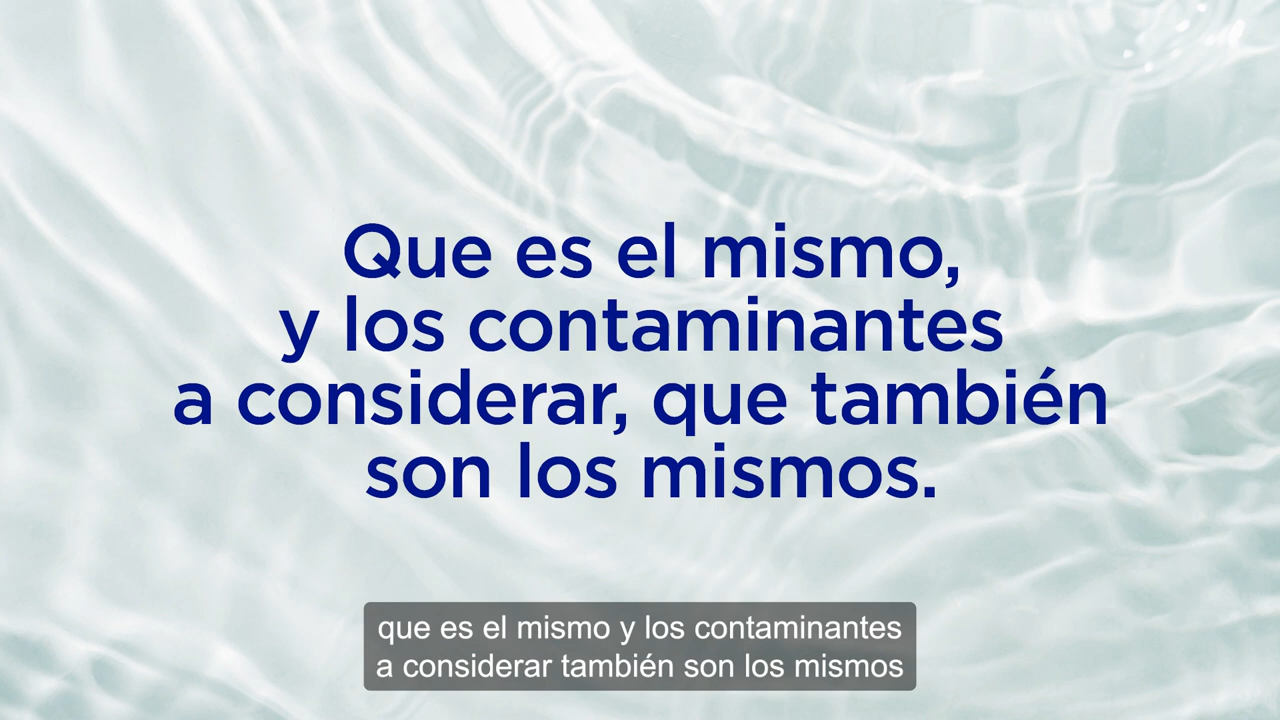 Que es el mismo,
y los contaminantes
a considerar, que también
son los mismos.
que es el mismo y los contaminantes
a considerar también son los mismos